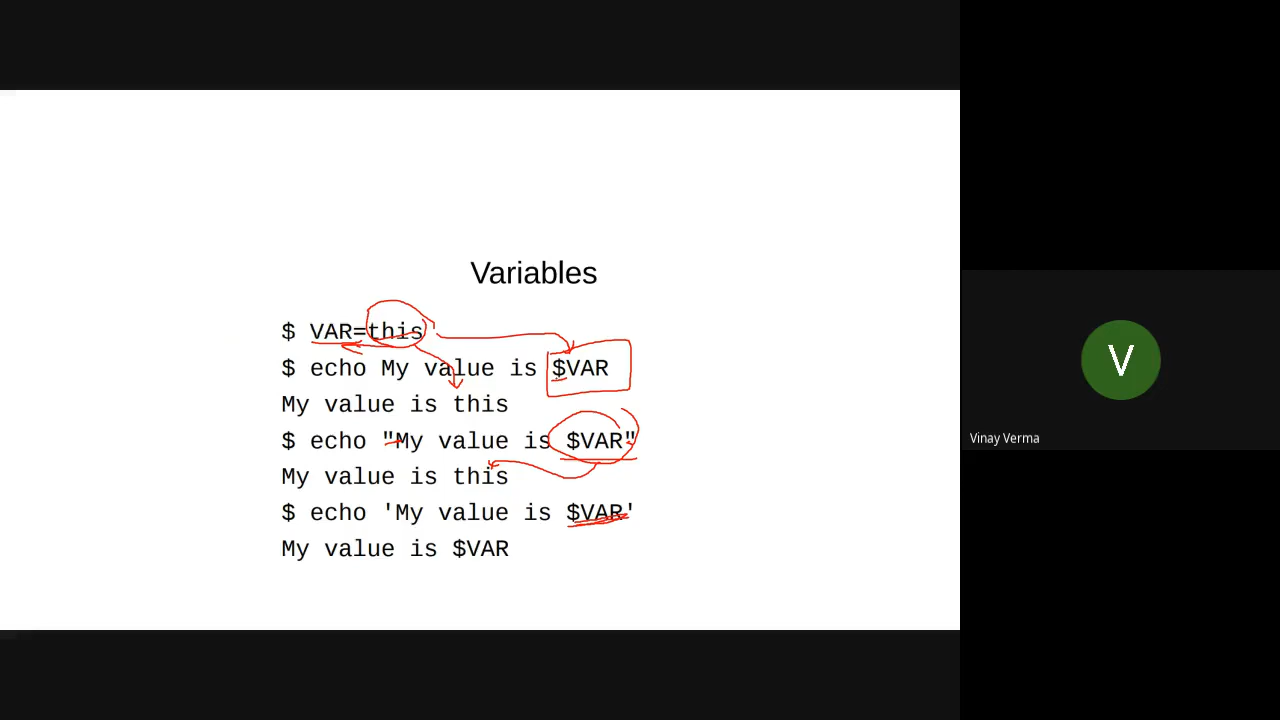 Variables
$ VAR=this
$ echo My value is $VAR
My value is this
$ echo "My value is $VAR"
My value is this
$ echo 'My value is $VAR'
My value is $VAR
V
Vinay Verma